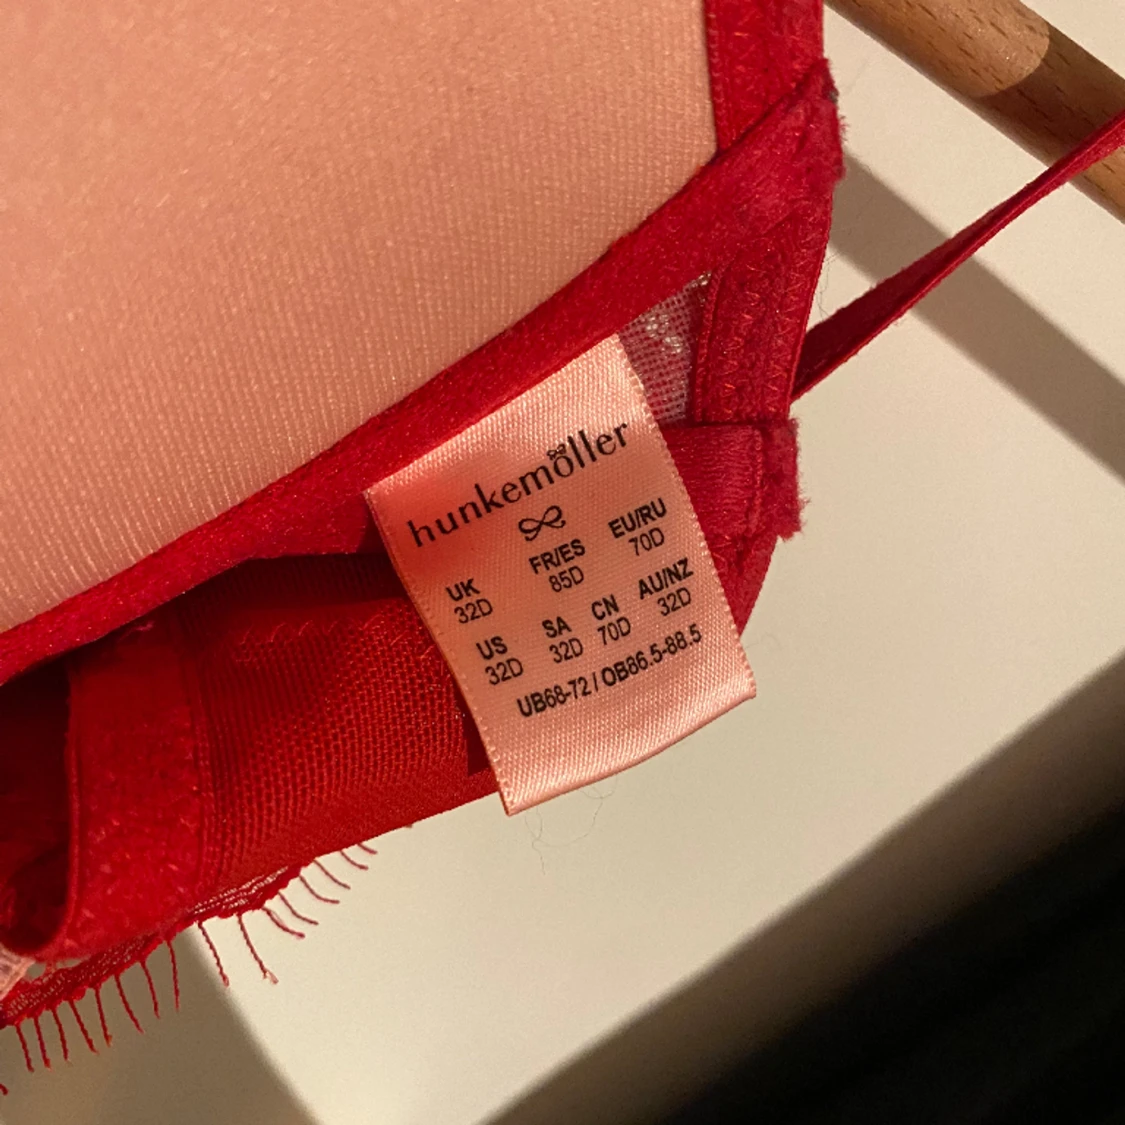 hunkemöller
UK FR/ES EU/RU
32D 85D 70D
US SA CN AU/NZ
32D 32D 70D 32D
UB68-72 / OB86.5-88.5